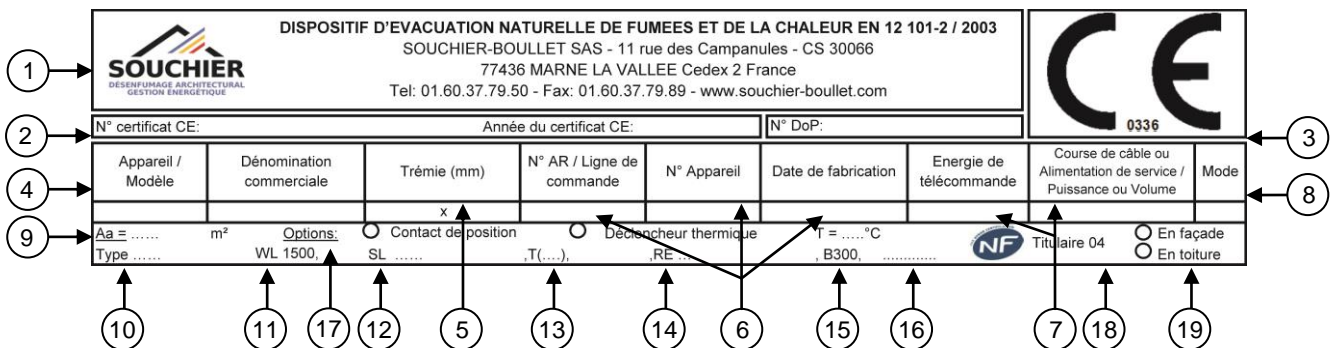 DISPOSITIF D'EVACUATION NATURELLE DE FUMEES ET DE LA CHALEUR EN 12 101-2 / 2003
SOUCHIER-BOULLET SAS - 11 rue des Campanules - CS 30066
77436 MARNE LA VALLEE Cedex 2 France
Tel: 01.60.37.79.50 - Fax: 01.60.37.79.89 - www.souchier-boullet.com
SOUCHIER
DÉSENFUMAGE ARCHITECTURAL
GESTION ÉNERGÉTIQUE
CE
0336
1
2
N° certificat CE: Année du certificat CE: N° DoP:
3
4
Appareil / Modèle
Dénomination commerciale
Trémie (mm)
N° AR / Ligne de commande
N° Appareil
Date de fabrication
Energie de télécommande
Course de câble ou Alimentation de service / Puissance ou Volume
Mode
8
x
9
Aa = …... m² Options: Contact de position Déclencheur thermique T = …..°C NF Titulaire 04 En façade
Type …... WL 1500, SL …... ,T(….), ,RE … , B300, ............. En toiture
10 11 17 12 5 13 14 6 15 16 7 18 19